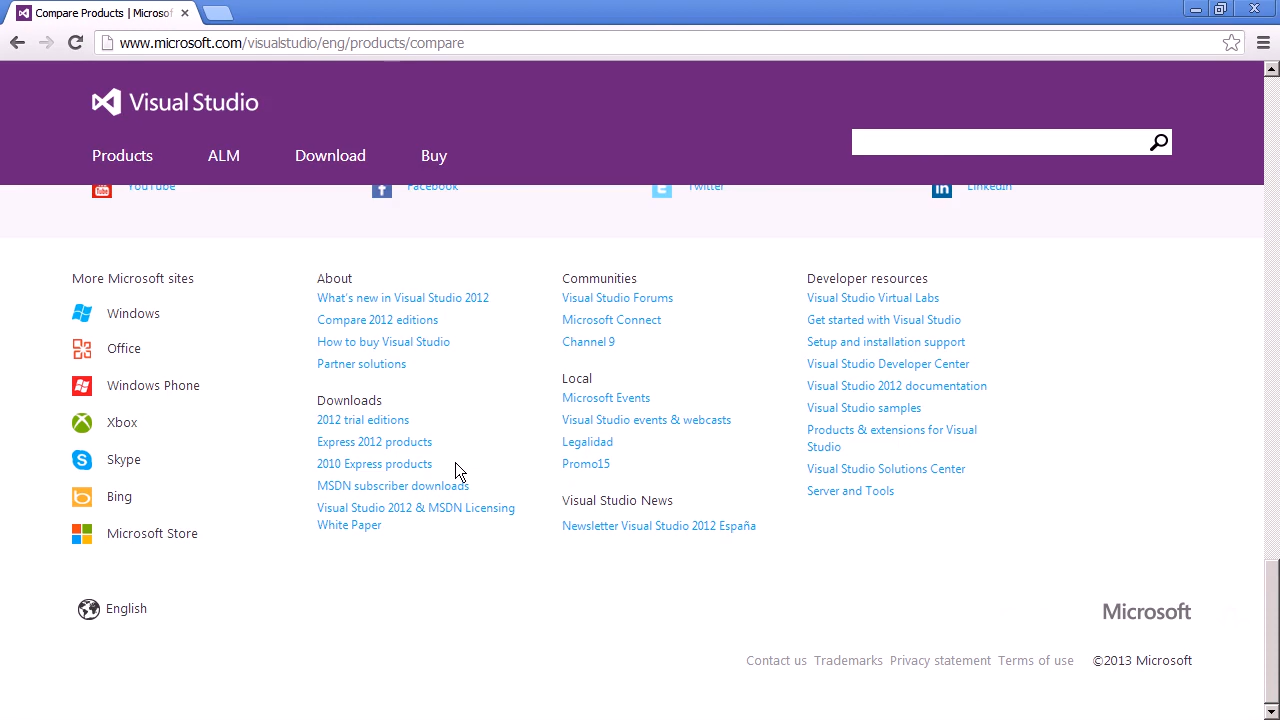 Compare Products | Microsof
www.microsoft.com/visualstudio/eng/products/compare
Visual Studio
Products ALM Download Buy
YouTube Facebook Twitter LinkedIn
More Microsoft sites
Windows
Office
Windows Phone
Xbox
Skype
Bing
Microsoft Store
About
What's new in Visual Studio 2012
Compare 2012 editions
How to buy Visual Studio
Partner solutions
Downloads
2012 trial editions
Express 2012 products
2010 Express products
MSDN subscriber downloads
Visual Studio 2012 & MSDN Licensing
White Paper
Communities
Visual Studio Forums
Microsoft Connect
Channel 9
Local
Microsoft Events
Visual Studio events & webcasts
Legalidad
Promo15
Visual Studio News
Newsletter Visual Studio 2012 España
Developer resources
Visual Studio Virtual Labs
Get started with Visual Studio
Setup and installation support
Visual Studio Developer Center
Visual Studio 2012 documentation
Visual Studio samples
Products & extensions for Visual
Studio
Visual Studio Solutions Center
Server and Tools
English
Microsoft
Contact us Trademarks Privacy statement Terms of use ©2013 Microsoft